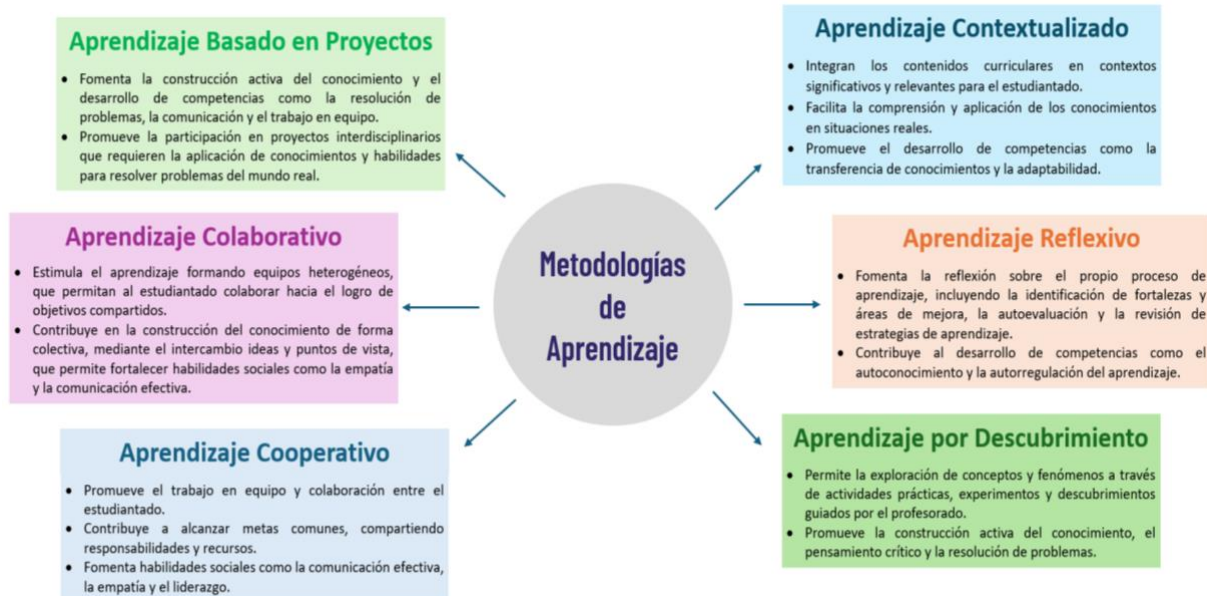 Aprendizaje Basado en Proyectos
• Fomenta la construcción activa del conocimiento y el
desarrollo de competencias como la resolución de
problemas, la comunicación y el trabajo en equipo.
• Promueve la participación en proyectos interdisciplinarios
que requieren la aplicación de conocimientos y habilidades
para resolver problemas del mundo real.
Aprendizaje Contextualizado
• Integran los contenidos curriculares en contextos
significativos y relevantes para el estudiantado.
• Facilita la comprensión y aplicación de los conocimientos
en situaciones reales.
• Promueve el desarrollo de competencias como la
transferencia de conocimientos y la adaptabilidad.
Aprendizaje Colaborativo
• Estimula el aprendizaje formando equipos heterogéneos,
que permitan al estudiantado colaborar hacia el logro de
objetivos compartidos.
• Contribuye en la construcción del conocimiento de forma
colectiva, mediante el intercambio ideas y puntos de vista,
que permite fortalecer habilidades sociales como la empatía
y la comunicación efectiva.
Metodologías
de
Aprendizaje
Aprendizaje Reflexivo
• Fomenta la reflexión sobre el propio proceso de
aprendizaje, incluyendo la identificación de fortalezas y
áreas de mejora, la autoevaluación y la revisión de
estrategias de aprendizaje.
• Contribuye al desarrollo de competencias como el
autoconocimiento y la autorregulación del aprendizaje.
Aprendizaje Cooperativo
• Promueve el trabajo en equipo y colaboración entre el
estudiantado.
• Contribuye a alcanzar metas comunes, compartiendo
responsabilidades y recursos.
• Fomenta habilidades sociales como la comunicación efectiva,
la empatía y el liderazgo.
Aprendizaje por Descubrimiento
• Permite la exploración de conceptos y fenómenos a través
de actividades prácticas, experimentos y descubrimientos
guiados por el profesorado.
• Promueve la construcción activa del conocimiento, el
pensamiento crítico y la resolución de problemas.